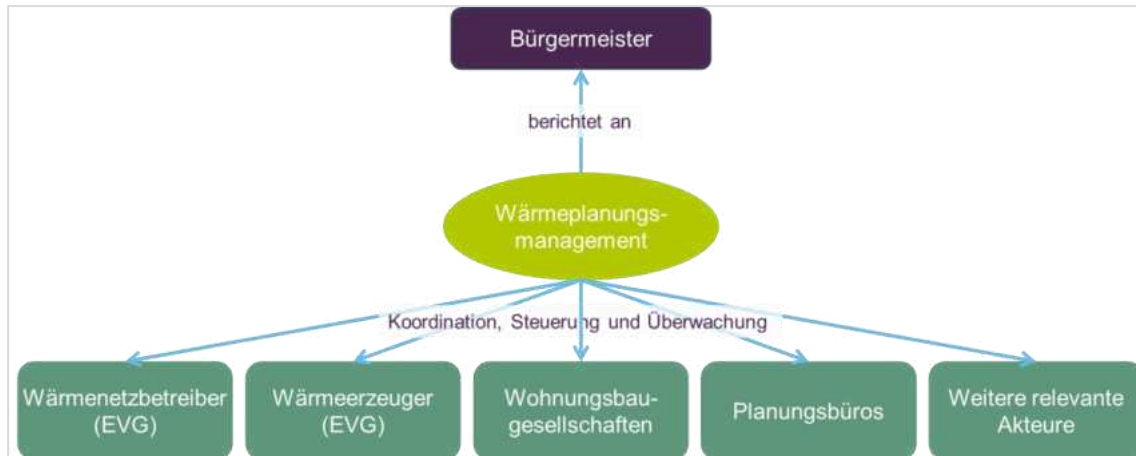 Bürgermeister
berichtet an
Wärmeplanungs-
management
Koordination, Steuerung und Überwachung
Wärmenetzbetreiber
(EVG)
Wärmeerzeuger
(EVG)
Wohnungsbau-
gesellschaften
Planungsbüros
Weitere relevante
Akteure